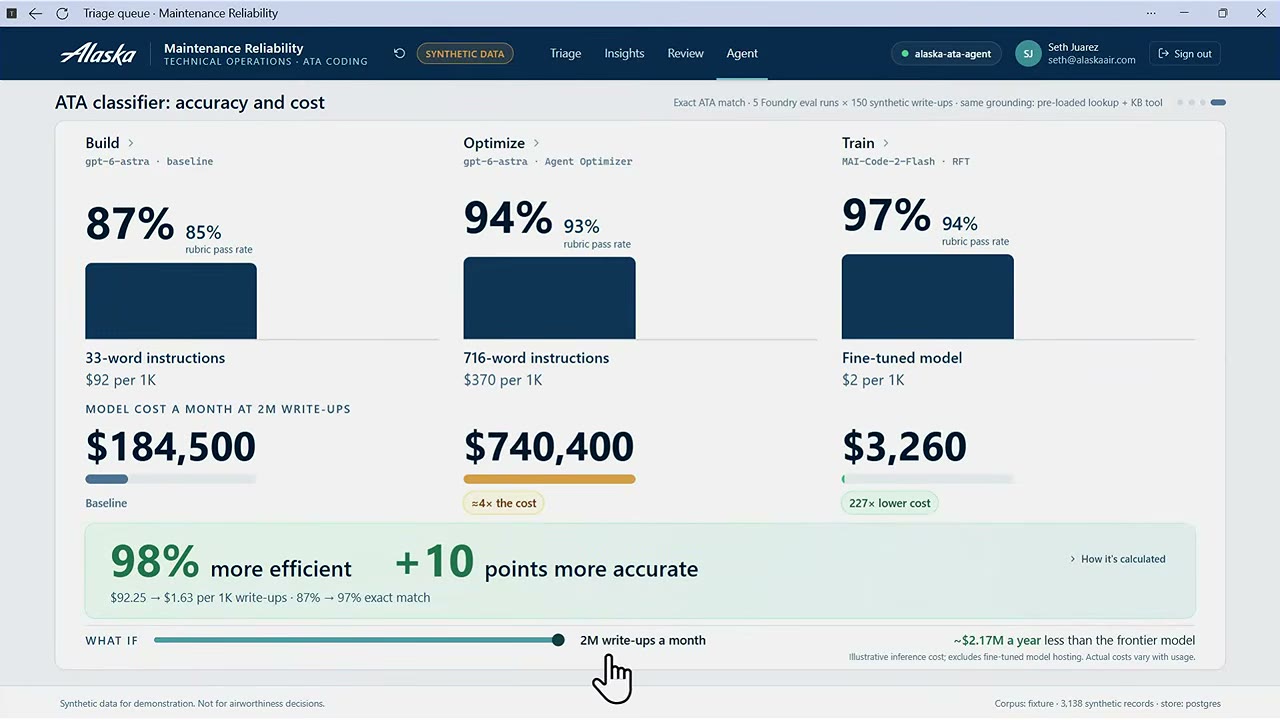 Triage queue · Maintenance Reliability
Alaska
Maintenance Reliability
TECHNICAL OPERATIONS · ATA CODING
SYNTHETIC DATA
Triage
Insights
Review
Agent
alaska-ata-agent
SJ
Seth Juarez
seth@alaskaair.com
Sign out
ATA classifier: accuracy and cost
Exact ATA match · 5 Foundry eval runs × 150 synthetic write-ups · same grounding: pre-loaded lookup + KB tool
Build >
gpt-6-astra · baseline
87% 85%
rubric pass rate
33-word instructions
$92 per 1K
Optimize >
gpt-6-astra · Agent Optimizer
94% 93%
rubric pass rate
716-word instructions
$370 per 1K
Train >
MAI-Code-2-Flash · RFT
97% 94%
rubric pass rate
Fine-tuned model
$2 per 1K
MODEL COST A MONTH AT 2M WRITE-UPS
$184,500
Baseline
$740,400
≈4× the cost
$3,260
227× lower cost
98% more efficient +10 points more accurate
$92.25 → $1.63 per 1K write-ups · 87% → 97% exact match
> How it's calculated
WHAT IF
2M write-ups a month
~$2.17M a year less than the frontier model
Illustrative inference cost; excludes fine-tuned model hosting. Actual costs vary with usage.
Synthetic data for demonstration. Not for airworthiness decisions.
Corpus: fixture · 3,138 synthetic records · store: postgres